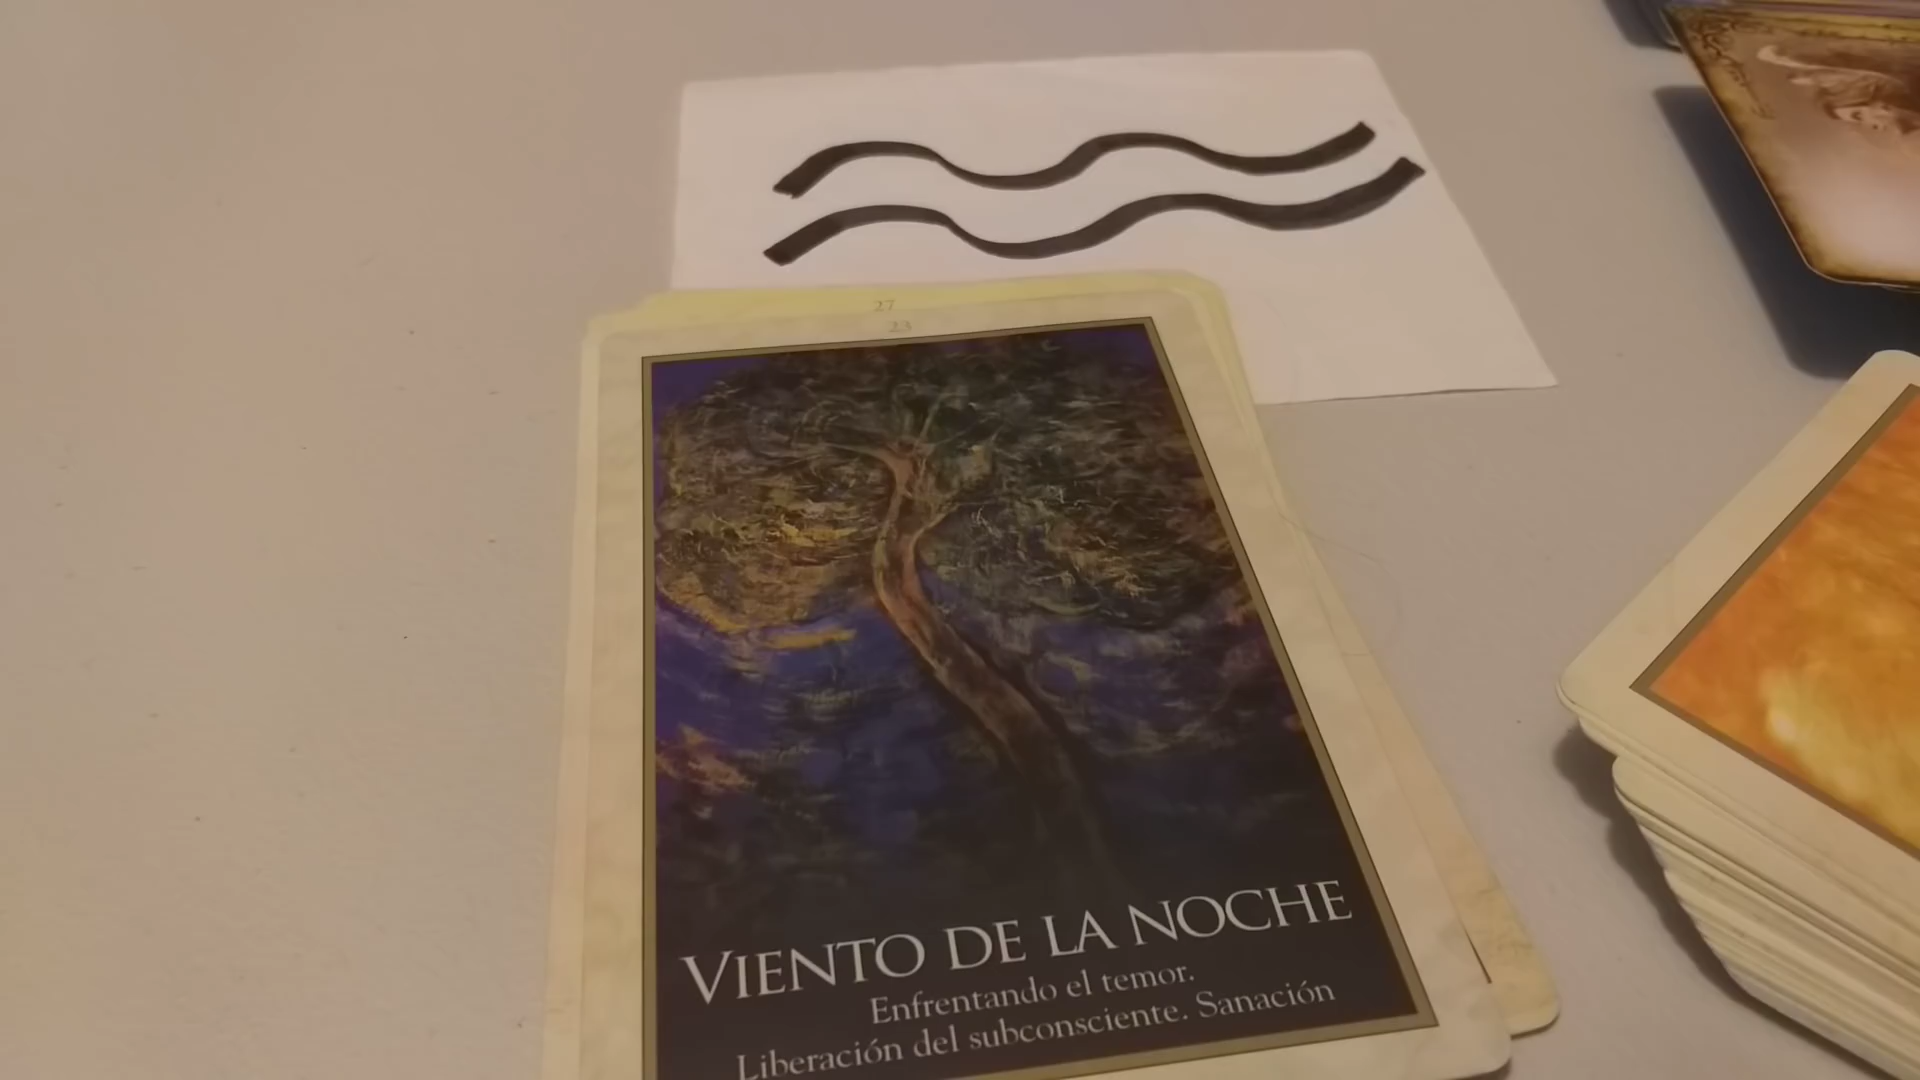 27
23
VIENTO DE LA NOCHE
Enfrentando el temor.
Liberación del subconsciente. Sanación